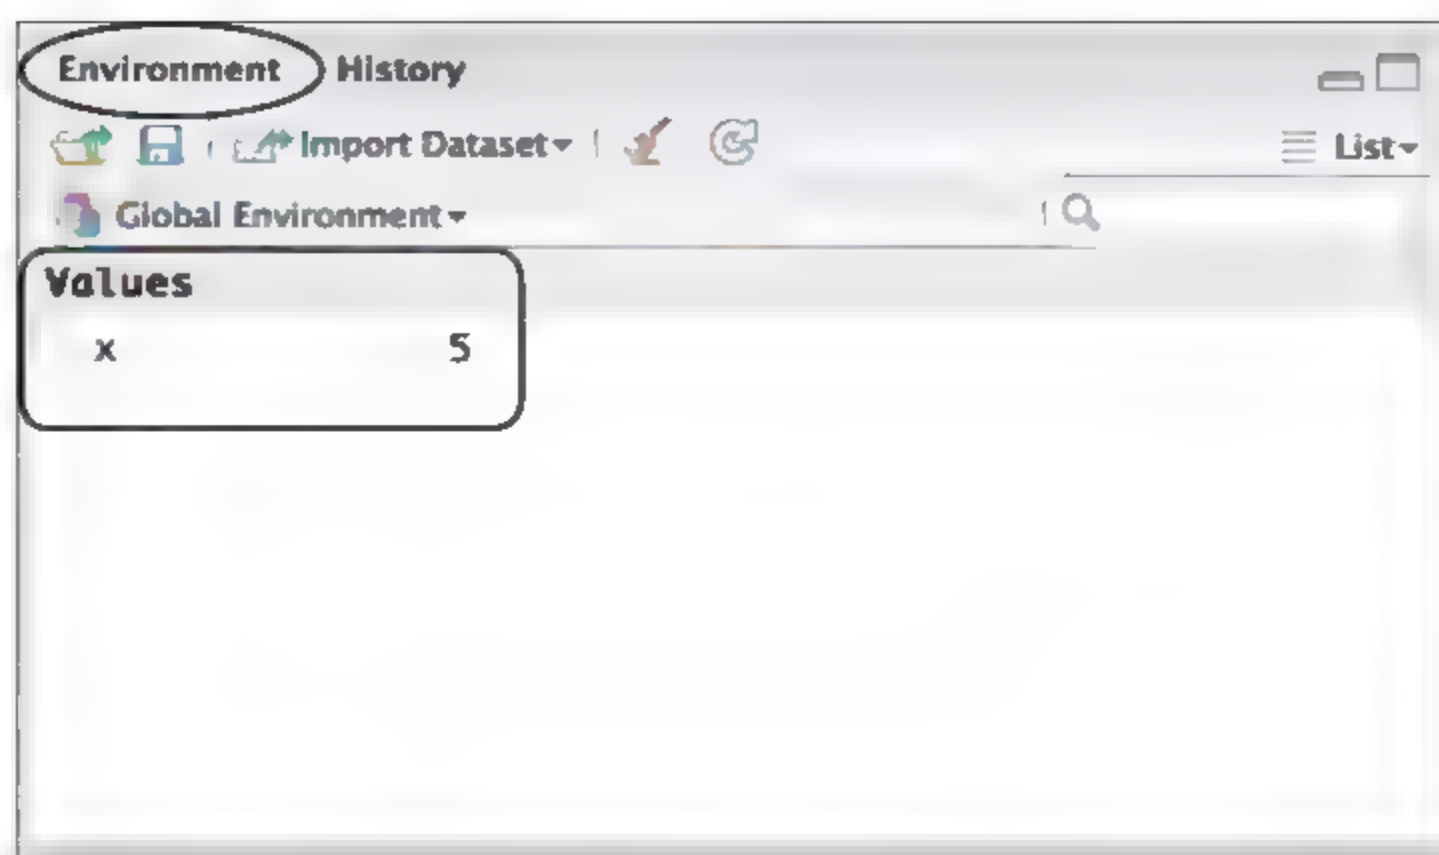 Environment History
Import Dataset List
Global Environment
Values
x 5